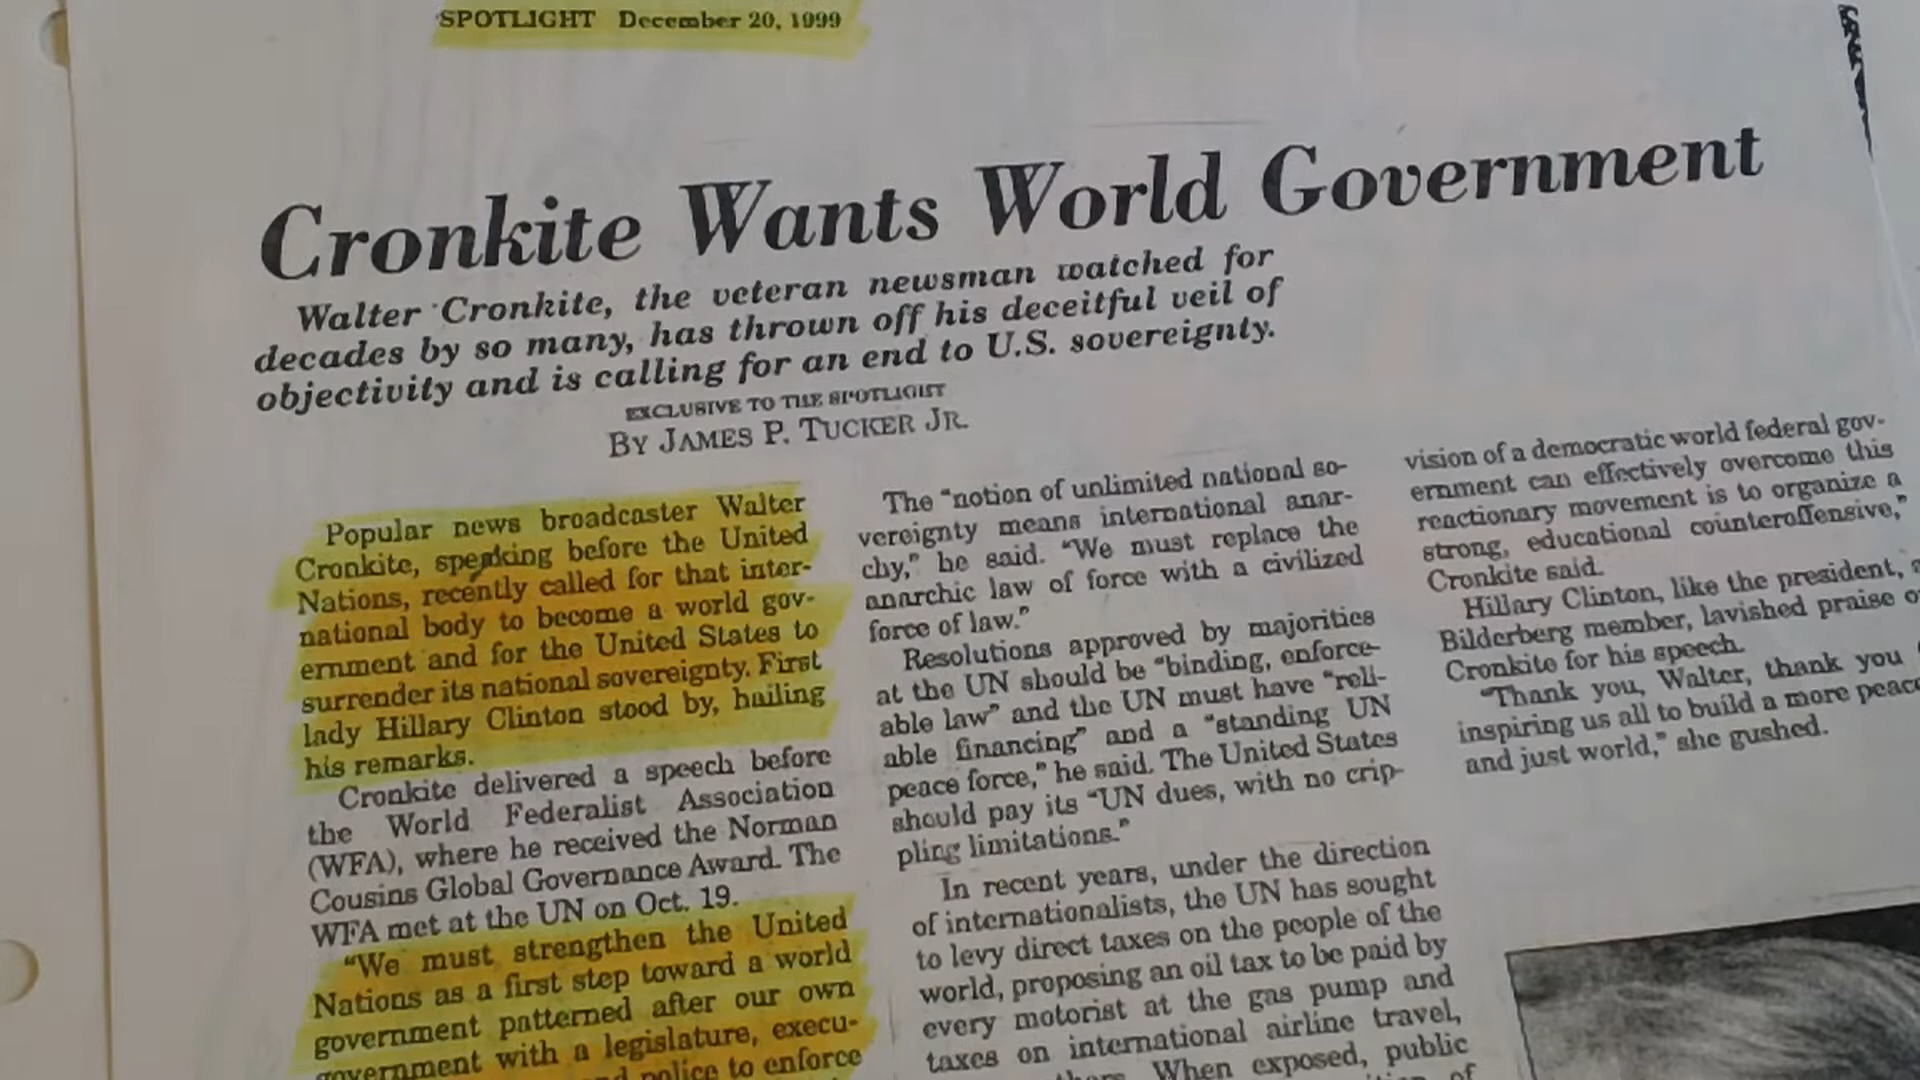 SPOTLIGHT December 20, 1999
Cronkite Wants World Government
Walter Cronkite, the veteran newsman watched for
decades by so many, has thrown off his deceitful veil of
objectivity and is calling for an end to U.S. sovereignty.
EXCLUSIVE TO THE SPOTLIGHT
BY JAMES P. TUCKER JR.
Popular news broadcaster Walter
Cronkite, speaking before the United
Nations, recently called for that inter-
national body to become a world gov-
ernment and for the United States to
surrender its national sovereignty. First
lady Hillary Clinton stood by, hailing
his remarks.
Cronkite delivered a speech before
the World Federalist Association
(WFA), where he received the Norman
Cousins Global Governance Award. The
WFA met at the UN on Oct. 19.
"We must strengthen the United
Nations as a first step toward a world
government patterned after our own
government with a legislature, execu-
police to enforce
The "notion of unlimited national so-
vereignty means international anar-
chy," he said. "We must replace the
anarchic law of force with a civilized
force of law."
Resolutions approved by majorities
at the UN should be "binding, enforce-
able law" and the UN must have "reli-
able financing" and a "standing UN
peace force," he said. The United States
should pay its "UN dues, with no crip-
pling limitations."
In recent years, under the direction
of internationalists, the UN has sought
to levy direct taxes on the people of the
world, proposing an oil tax to be paid by
every motorist at the gas pump and
taxes on international airline travel,
When exposed, public
of
vision of a democratic world federal gov-
ernment can effectively overcome this
reactionary movement is to organize a
strong, educational counteroffensive,"
Cronkite said.
Hillary Clinton, like the president, a
Bilderberg member, lavished praise
Cronkite for his speech.
"Thank you, Walter, thank you
inspiring us all to build a more
and just world," she gushed.